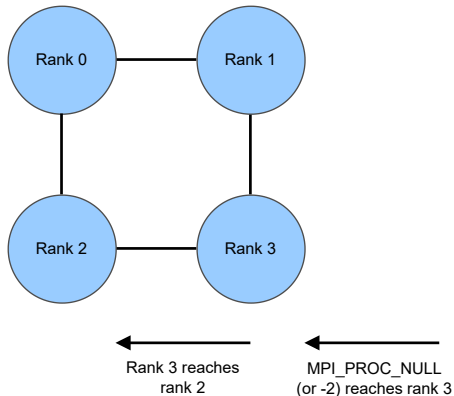 Rank 0
Rank 1
Rank 2
Rank 3
Rank 3 reaches
rank 2
MPI_PROC_NULL
(or -2) reaches rank 3